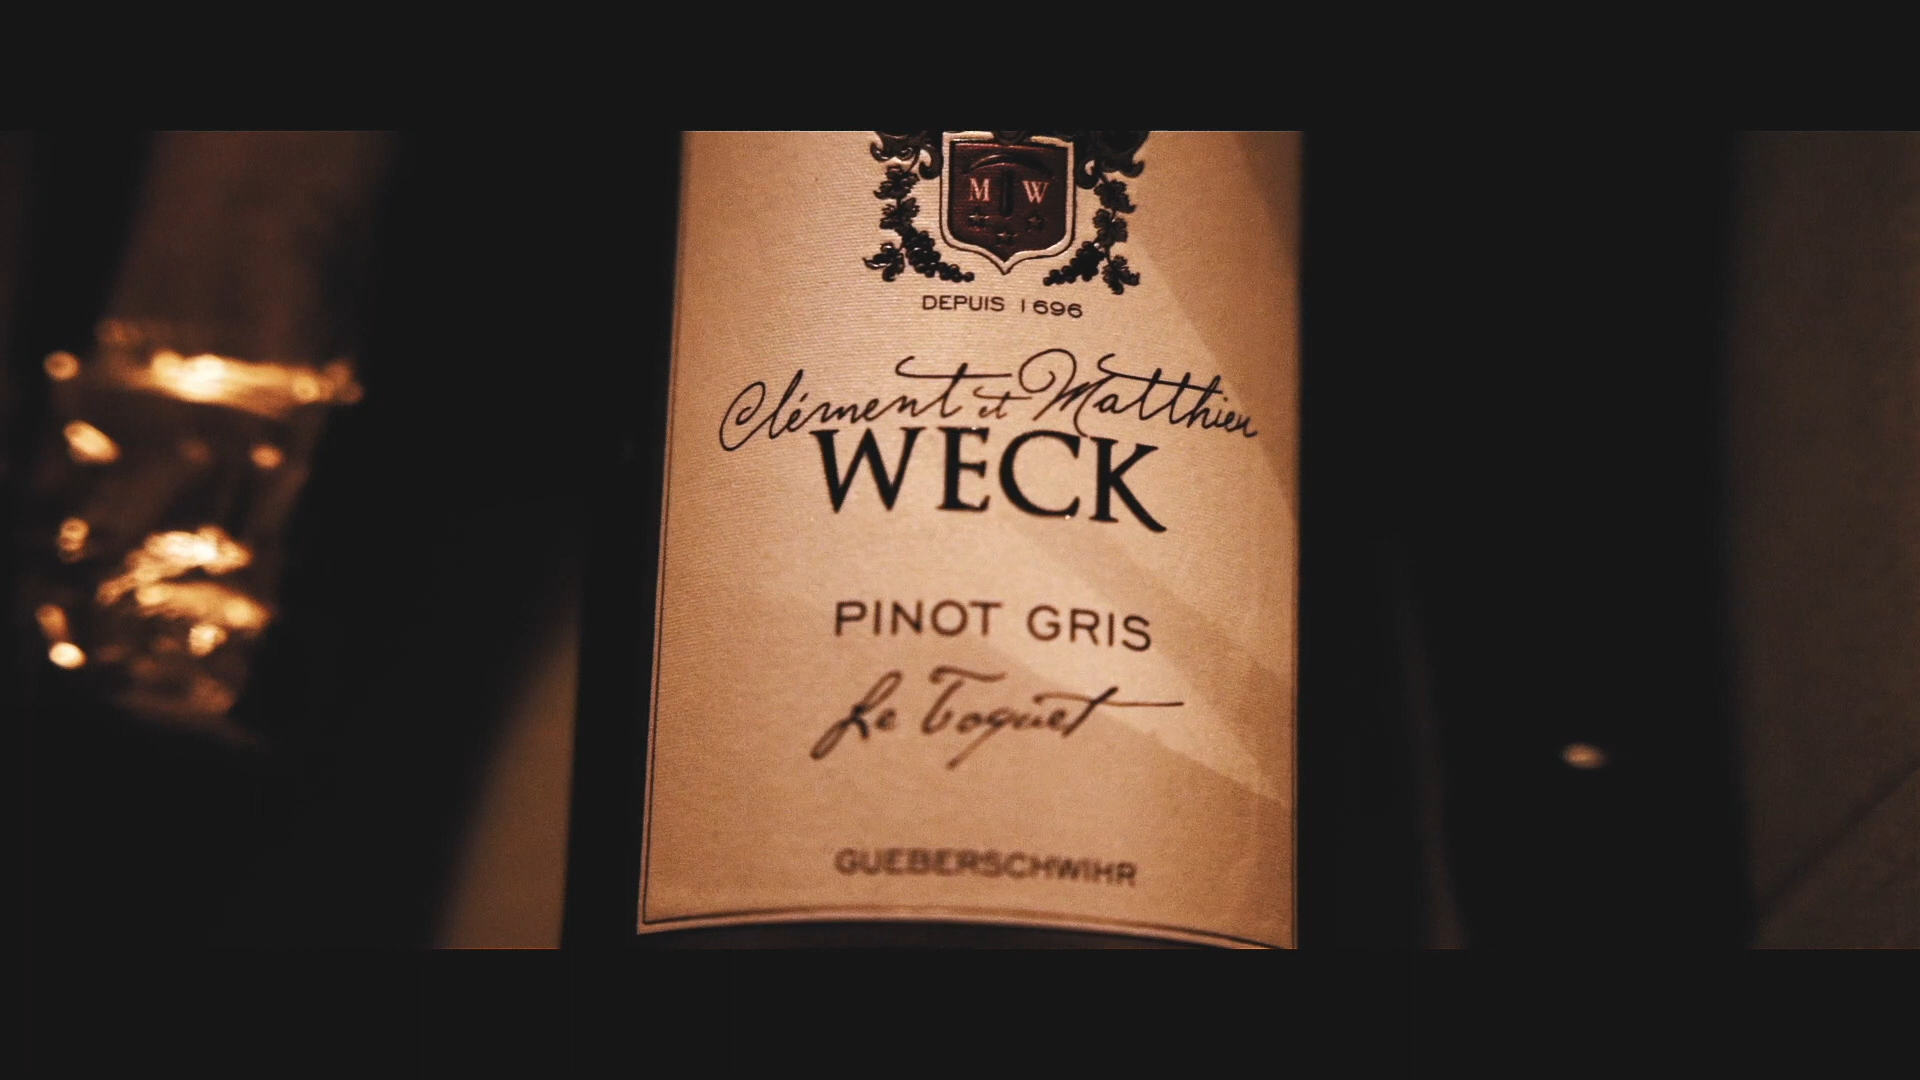 M W
DEPUIS 1696
Clément et Matthieu
WECK
PINOT GRIS
Le Toquet
GUEBERSCHWIHR